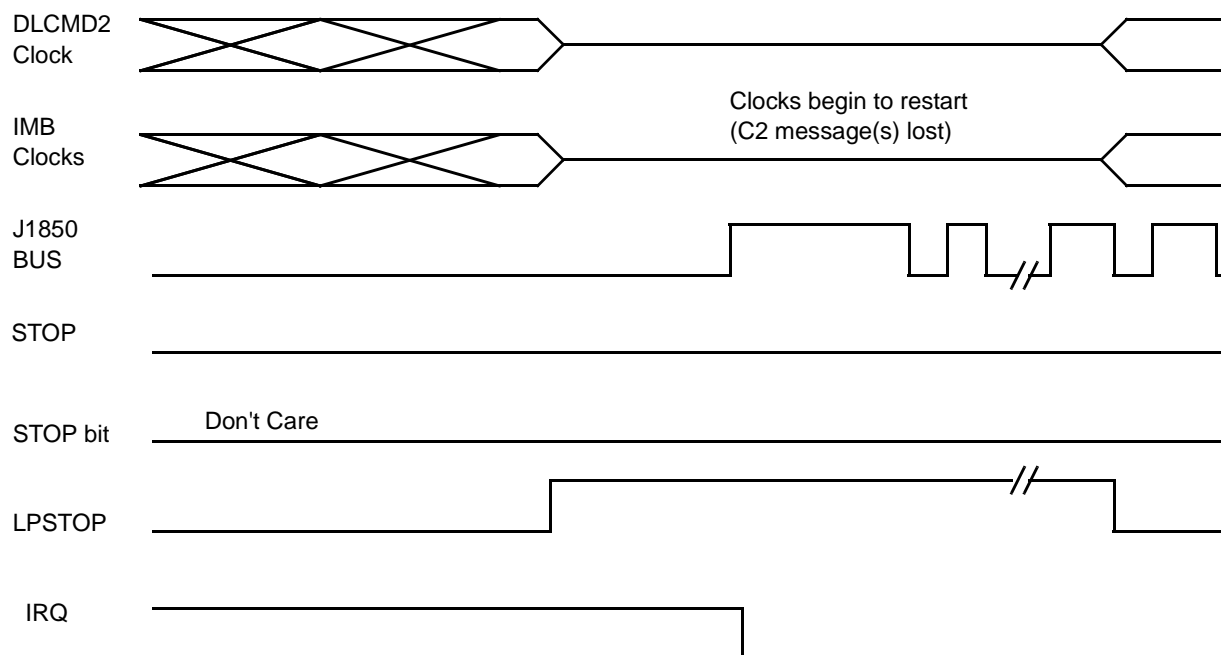 DLCMD2
Clock
Clocks begin to restart
(C2 message(s) lost)
IMB
Clocks
J1850
BUS
STOP
Don't Care
STOP bit
LPSTOP
IRQ